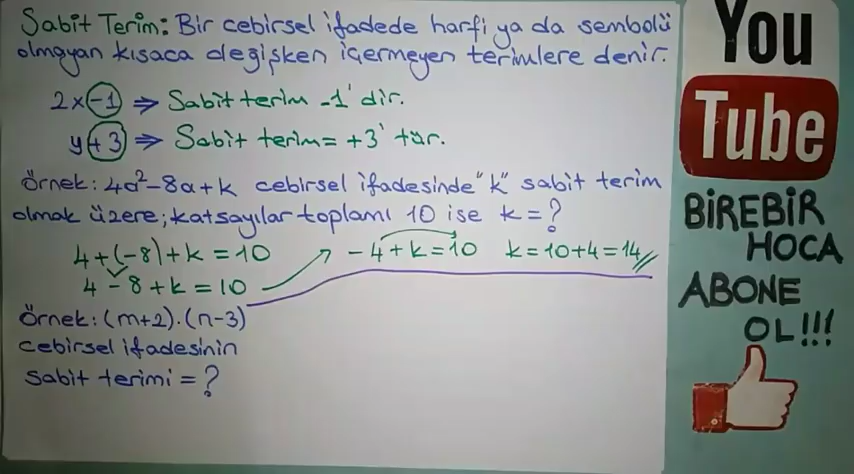 Sabit Terim: Bir cebirsel ifadede harfi ya da sembolü
olmayan kısaca değişken içermeyen terimlere denir.
2x-1 ⇒ Sabit terim -1' dir.
y+3 ⇒ Sabit terim = +3' tür.
örnek: 4a²-8a+k cebirsel ifadesinde "k" sabit terim
olmak üzere; katsayılar toplamı 10 ise k=?
4+(-8)+k=10
-4+k=10 k=10+4=14
4-8+k=10
örnek: (m+2).(n-3)
cebirsel ifadesinin
sabit terimi = ?
You
Tube
BİREBİR
HOCA
ABONE
OL!!!